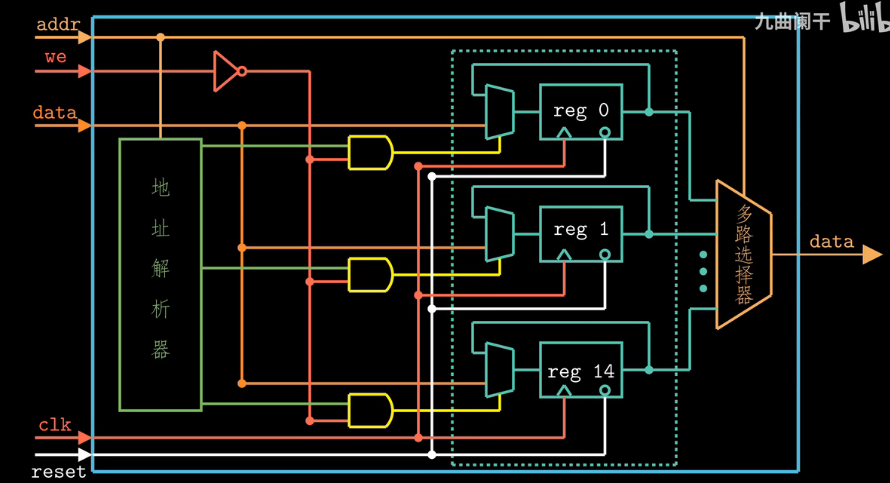 addr
九曲阑干
bilib
we
data
reg 0
地
址
解
析
器
reg 1
多
路
选
择
器
data
reg 14
clk
reset